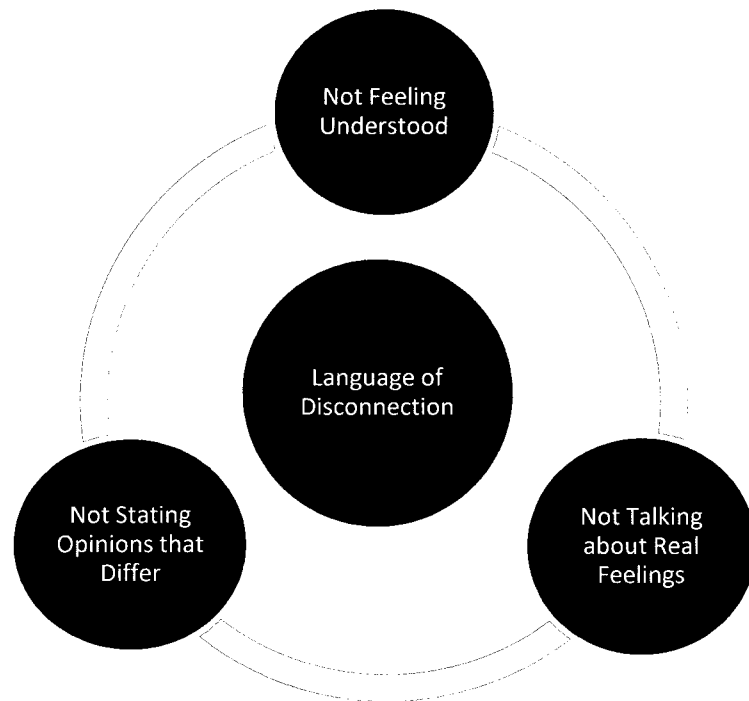 Not Feeling
Understood
Language of
Disconnection
Not Stating
Opinions that
Differ
Not Talking
about Real
Feelings